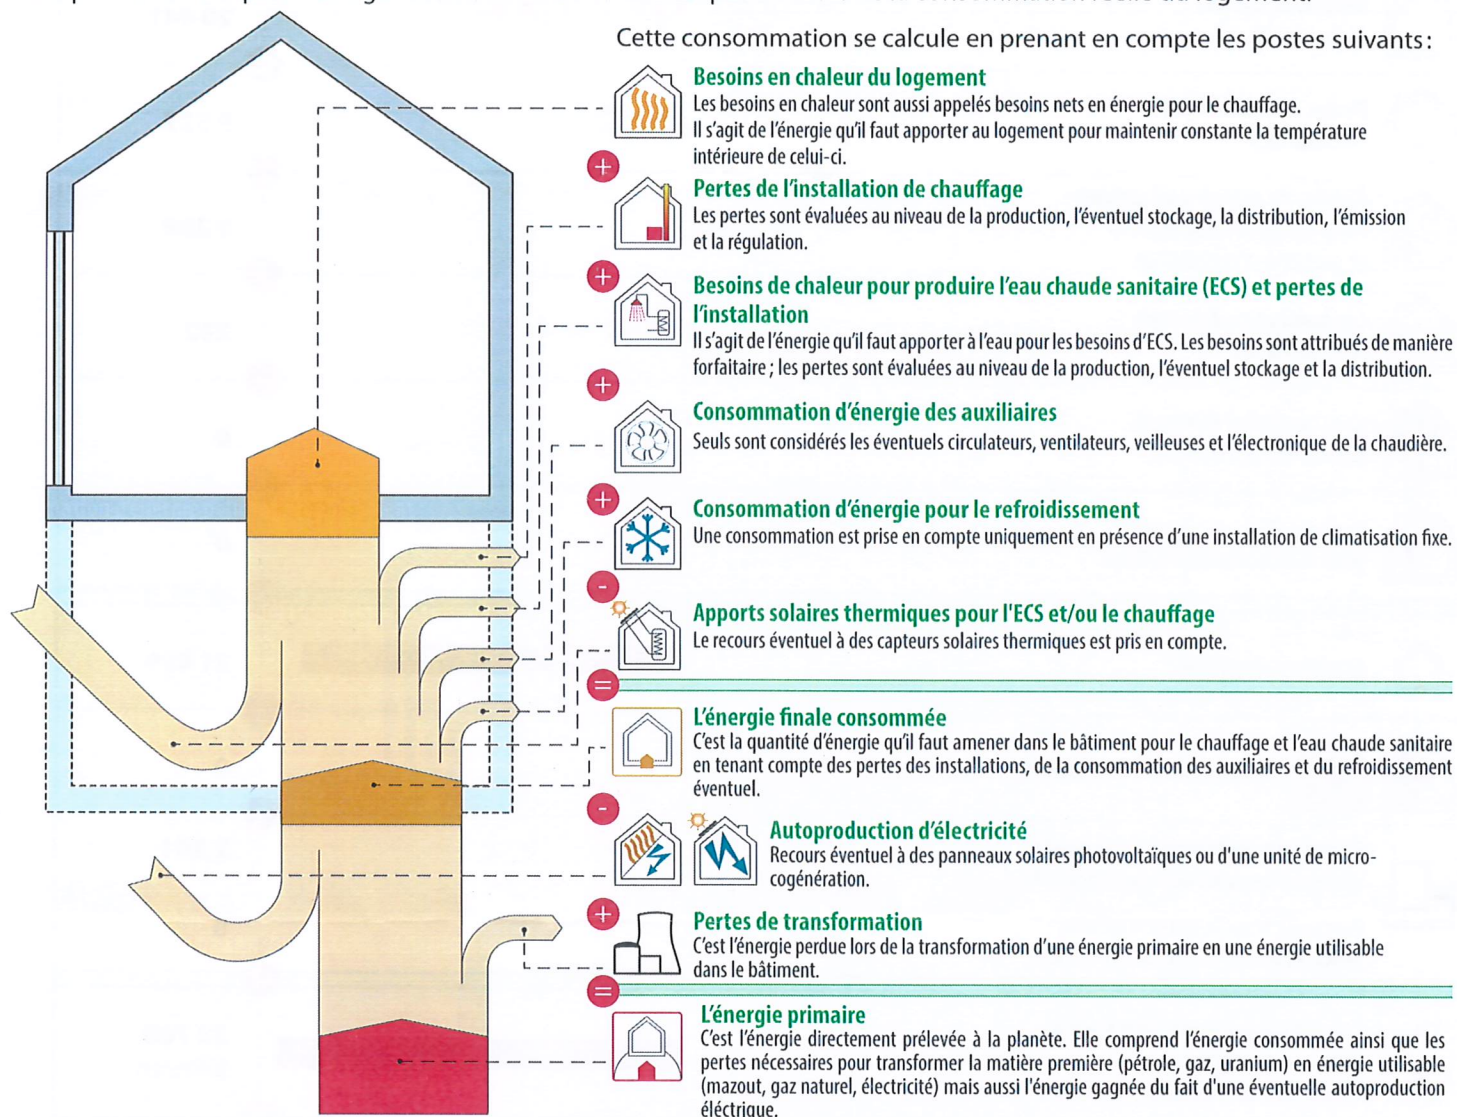 consommation réelle du logement.
Cette consommation se calcule en prenant en compte les postes suivants :
Besoins en chaleur du logement
Les besoins en chaleur sont aussi appelés besoins nets en énergie pour le chauffage.
Il s'agit de l'énergie qu'il faut apporter au logement pour maintenir constante la température
intérieure de celui-ci.
+
Pertes de l'installation de chauffage
Les pertes sont évaluées au niveau de la production, l'éventuel stockage, la distribution, l'émission
et la régulation.
+
Besoins de chaleur pour produire l'eau chaude sanitaire (ECS) et pertes de
l'installation
Il s'agit de l'énergie qu'il faut apporter à l'eau pour les besoins d'ECS. Les besoins sont attribués de manière
forfaitaire ; les pertes sont évaluées au niveau de la production, l'éventuel stockage et la distribution.
+
Consommation d'énergie des auxiliaires
Seuls sont considérés les éventuels circulateurs, ventilateurs, veilleuses et l'électronique de la chaudière.
+
Consommation d'énergie pour le refroidissement
Une consommation est prise en compte uniquement en présence d'une installation de climatisation fixe.
-
Apports solaires thermiques pour l'ECS et/ou le chauffage
Le recours éventuel à des capteurs solaires thermiques est pris en compte.
=
L'énergie finale consommée
C'est la quantité d'énergie qu'il faut amener dans le bâtiment pour le chauffage et l'eau chaude sanitaire
en tenant compte des pertes des installations, de la consommation des auxiliaires et du refroidissement
éventuel.
-
Autoproduction d'électricité
Recours éventuel à des panneaux solaires photovoltaïques ou d'une unité de micro-
cogénération.
+
Pertes de transformation
C'est l'énergie perdue lors de la transformation d'une énergie primaire en une énergie utilisable
dans le bâtiment.
=
L'énergie primaire
C'est l'énergie directement prélevée à la planète. Elle comprend l'énergie consommée ainsi que les
pertes nécessaires pour transformer la matière première (pétrole, gaz, uranium) en énergie utilisable
(mazout, gaz naturel, électricité) mais aussi l'énergie gagnée du fait d'une éventuelle autoproduction
éléctrique.